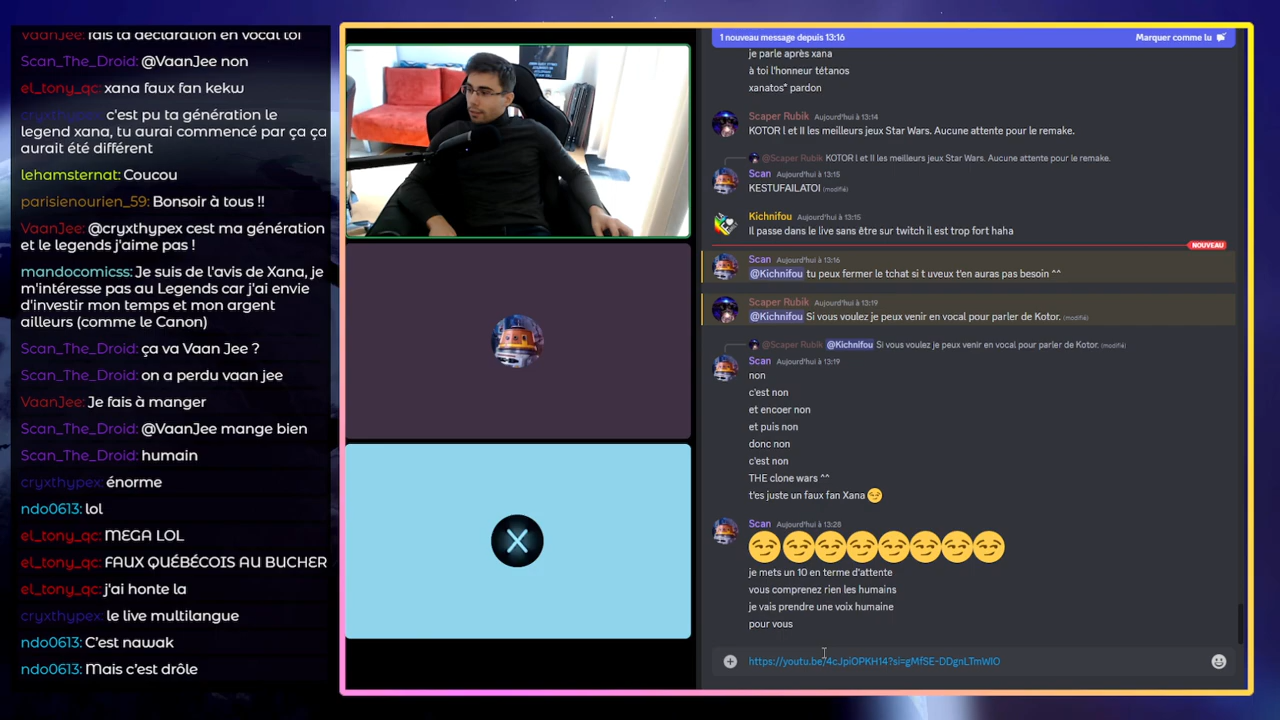 VaanJee: fais ta déclaration en vocal toi
Scan_The_Droid: @VaanJee non
el_tony_qc: xana faux fan kekw
cryxthypex: c'est pu ta génération le
legend xana, tu aurai commencé par ça ça
aurait été différent
lehamsternat: Coucou
parisienourien_59: Bonsoir à tous !!
VaanJee: @cryxthypex cest ma génération
et le legends j'aime pas !
mandocomicss: Je suis de l'avis de Xana, je
m'intéresse pas au Legends car j'ai envie
d'investir mon temps et mon argent
ailleurs (comme le Canon)
Scan_The_Droid: ça va Vaan Jee ?
Scan_The_Droid: on a perdu vaan jee
VaanJee: Je fais à manger
Scan_The_Droid: @VaanJee mange bien
Scan_The_Droid: humain
cryxthypex: énorme
ndo0613: lol
el_tony_qc: MEGA LOL
el_tony_qc: FAUX QUÉBÉCOIS AU BUCHER
el_tony_qc: j'ai honte la
cryxthypex: le live multilangue
ndo0613: C'est nawak
ndo0613: Mais c'est drôle
X
1 nouveau message depuis 13:16 Marquer comme lu
je parle après xana
à toi l'honneur tétanos
xanatos* pardon
Scaper Rubik Aujourd'hui à 13:14
KOTOR I et II les meilleurs jeux Star Wars. Aucune attente pour le remake.
@Scaper Rubik KOTOR I et II les meilleurs jeux Star Wars. Aucune attente pour le remake.
Scan Aujourd'hui à 13:15
KESTUFAILATOI (modifié)
Kichnifou Aujourd'hui à 13:15
Il passe dans le live sans être sur twitch il est trop fort haha
NOUVEAU
Scan Aujourd'hui à 13:16
@Kichnifou tu peux fermer le tchat si t uveux t'en auras pas besoin ^^
Scaper Rubik Aujourd'hui à 13:19
@Kichnifou Si vous voulez je peux venir en vocal pour parler de Kotor. (modifié)
@Scaper Rubik @Kichnifou Si vous voulez je peux venir en vocal pour parler de Kotor. (modifié)
Scan Aujourd'hui à 13:19
non
c'est non
et encoer non
et puis non
donc non
c'est non
THE clone wars ^^
t'es juste un faux fan Xana 😏
Scan Aujourd'hui à 13:28
😏😏😏😏😏😏😏😏
je mets un 10 en terme d'attente
vous comprenez rien les humains
je vais prendre une voix humaine
pour vous
https://youtu.be/4cJpiOPKH14?si=gMfSE-DDgnLTmWIO